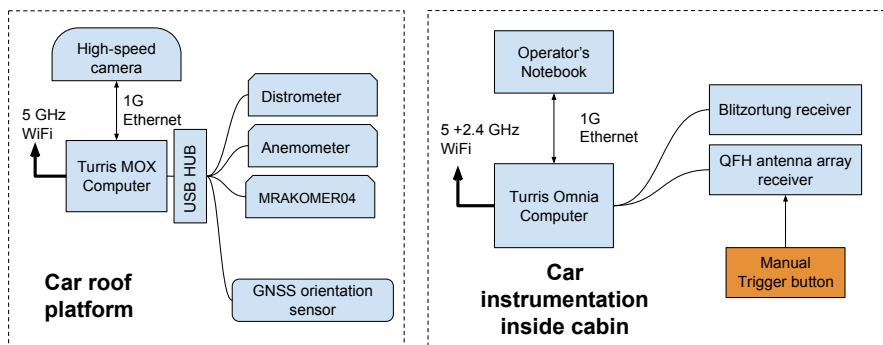 High-speed
camera
5 GHz
WiFi
1G
Ethernet
Turris MOX
Computer
USB HUB
Distrometer
Anemometer
MRAKOMER04
GNSS orientation
sensor
Car roof
platform
Operator's
Notebook
5 +2.4 GHz
WiFi
1G
Ethernet
Turris Omnia
Computer
Blitzortung receiver
QFH antenna array
receiver
Manual
Trigger button
Car
instrumentation
inside cabin